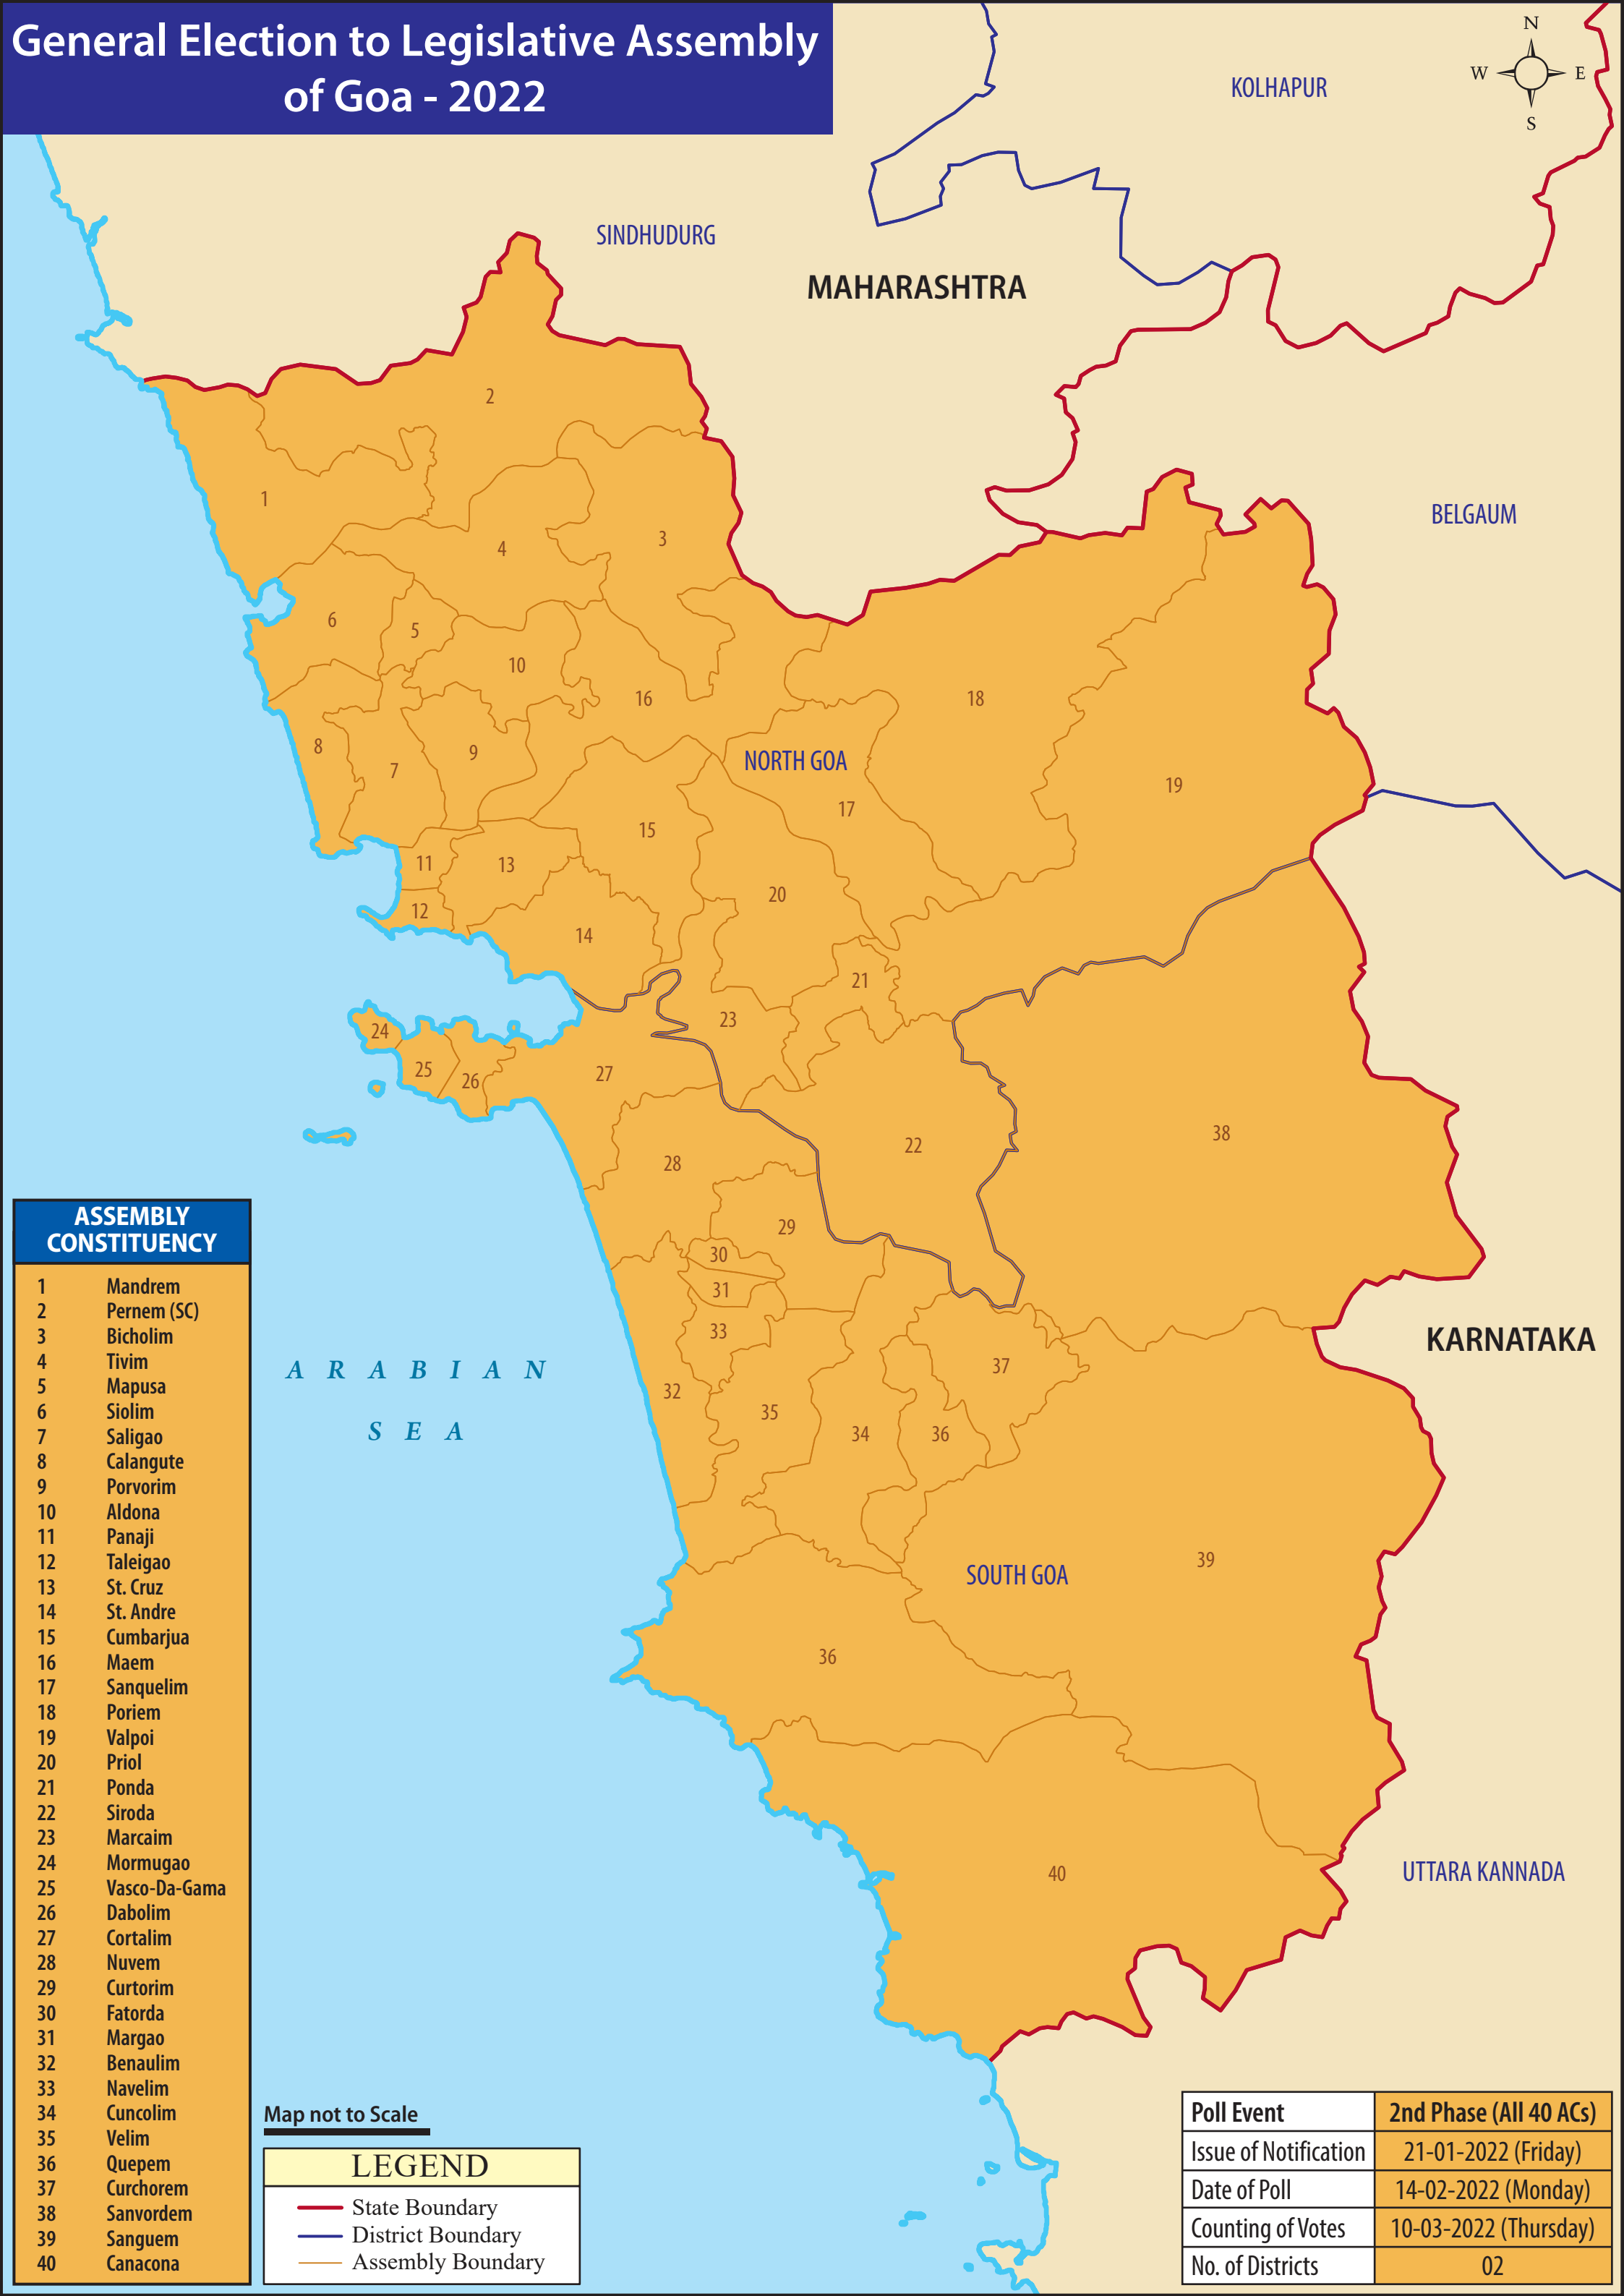 General Election to Legislative Assembly
of Goa - 2022
N
W
E
S
KOLHAPUR
SINDHUDURG
MAHARASHTRA
BELGAUM
2
1
3
4
6
5
10
16
18
8
7
9
NORTH GOA
19
17
15
11
13
20
12
14
21
23
24
25
26
27
22
38
28
29
30
31
33
37
32
35
34
36
KARNATAKA
ARABIAN
SEA
39
SOUTH GOA
36
40
UTTARA KANNADA
ASSEMBLY
CONSTITUENCY
1 Mandrem
2 Pernem (SC)
3 Bicholim
4 Tivim
5 Mapusa
6 Siolim
7 Saligao
8 Calangute
9 Porvorim
10 Aldona
11 Panaji
12 Taleigao
13 St. Cruz
14 St. Andre
15 Cumbarjua
16 Maem
17 Sanquelim
18 Poriem
19 Valpoi
20 Priol
21 Ponda
22 Siroda
23 Marcaim
24 Mormugao
25 Vasco-Da-Gama
26 Dabolim
27 Cortalim
28 Nuvem
29 Curtorim
30 Fatorda
31 Margao
32 Benaulim
33 Navelim
34 Cuncolim
35 Velim
36 Quepem
37 Curchorem
38 Sanvordem
39 Sanguem
40 Canacona
Map not to Scale
LEGEND
State Boundary
District Boundary
Assembly Boundary
Poll Event 2nd Phase (All 40 ACs)
Issue of Notification 21-01-2022 (Friday)
Date of Poll 14-02-2022 (Monday)
Counting of Votes 10-03-2022 (Thursday)
No. of Districts 02